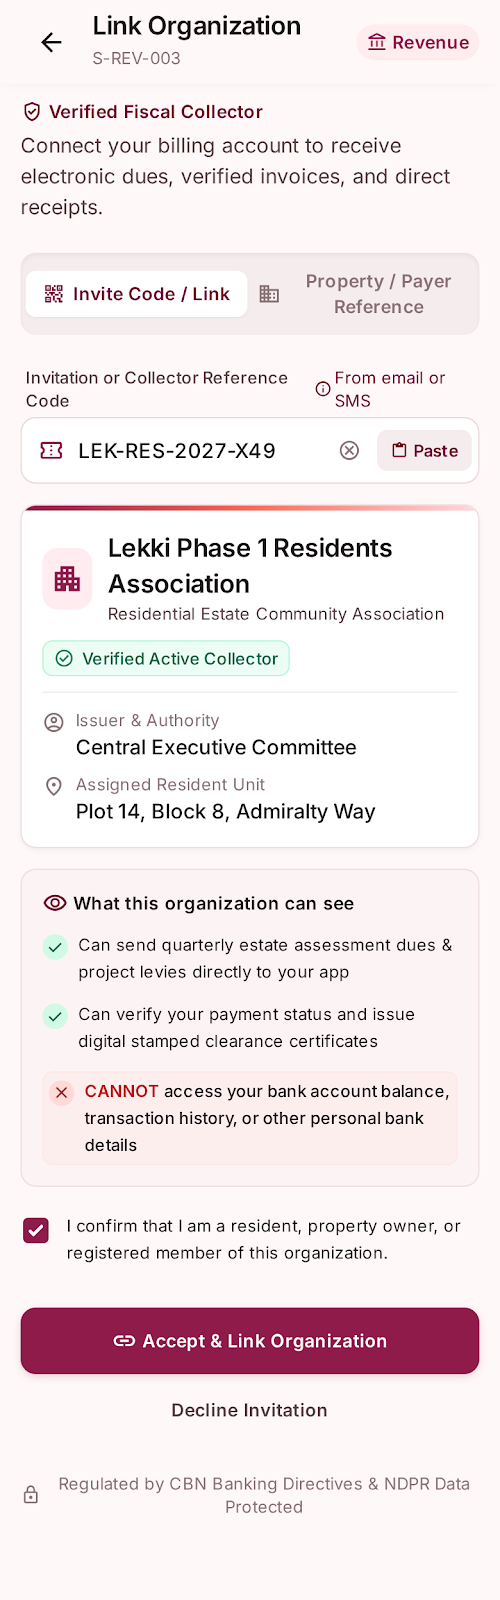 Link Organization
S-REV-003
Revenue
Verified Fiscal Collector
Connect your billing account to receive
electronic dues, verified invoices, and direct
receipts.
Invite Code / Link
Property / Payer
Reference
Invitation or Collector Reference
Code
From email or
SMS
LEK-RES-2027-X49
Paste
Lekki Phase 1 Residents
Association
Residential Estate Community Association
Verified Active Collector
Issuer & Authority
Central Executive Committee
Assigned Resident Unit
Plot 14, Block 8, Admiralty Way
What this organization can see
Can send quarterly estate assessment dues &
project levies directly to your app
Can verify your payment status and issue
digital stamped clearance certificates
CANNOT access your bank account balance,
transaction history, or other personal bank
details
I confirm that I am a resident, property owner, or
registered member of this organization.
Accept & Link Organization
Decline Invitation
Regulated by CBN Banking Directives & NDPR Data
Protected